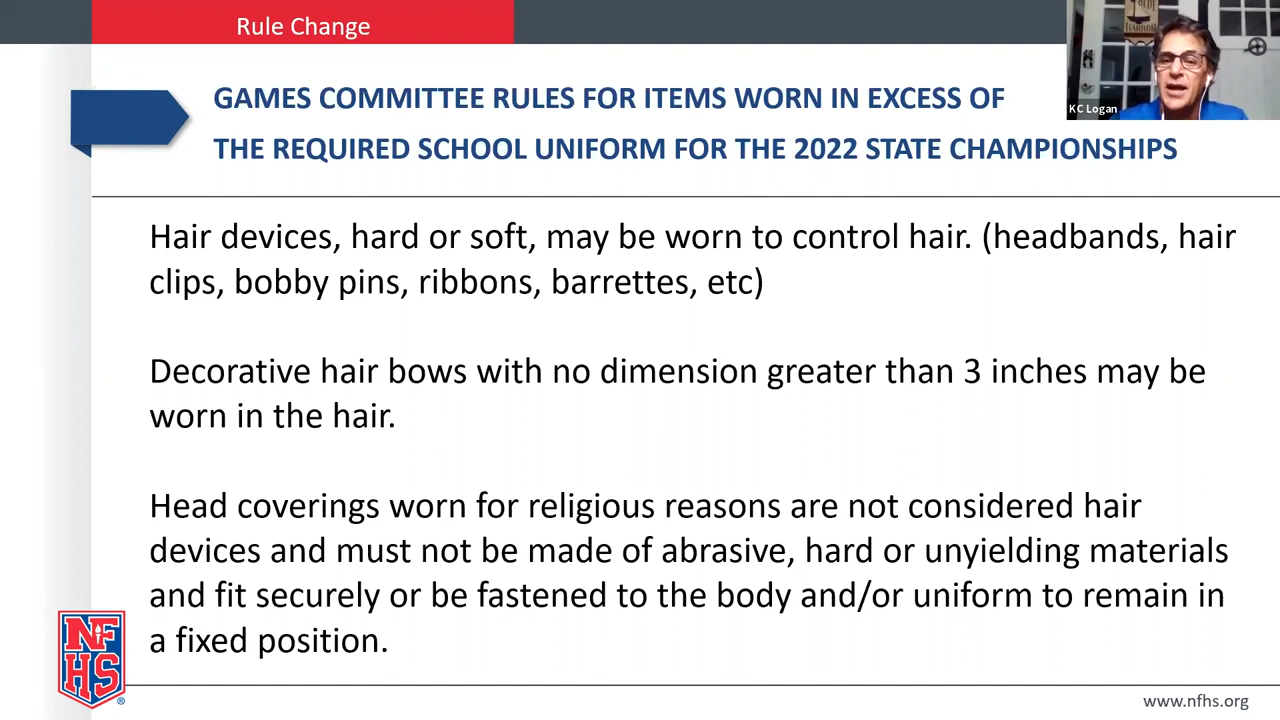 Rule Change
OLDE
HARBOR
KC Logan
GAMES COMMITTEE RULES FOR ITEMS WORN IN EXCESS OF
THE REQUIRED SCHOOL UNIFORM FOR THE 2022 STATE CHAMPIONSHIPS
Hair devices, hard or soft, may be worn to control hair. (headbands, hair
clips, bobby pins, ribbons, barrettes, etc)
Decorative hair bows with no dimension greater than 3 inches may be
worn in the hair.
Head coverings worn for religious reasons are not considered hair
devices and must not be made of abrasive, hard or unyielding materials
and fit securely or be fastened to the body and/or uniform to remain in
a fixed position.
NF
HS®
www.nfhs.org